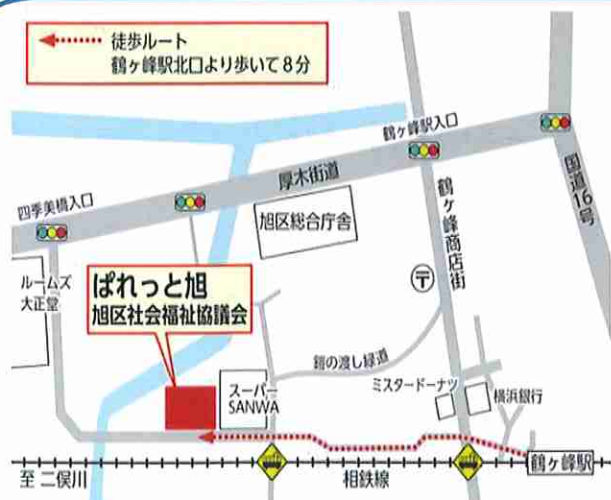 徒歩ルート
鶴ヶ峰駅北口より歩いて8分
鶴ヶ峰駅入口
厚木街道
国道16号
四季美橋入口
旭区総合庁舎
鶴ヶ峰商店街
〒
ルームズ
大正堂
ぱれっと旭
旭区社会福祉協議会
鎧の渡し緑道
スーパー
SANWA
ミスタードーナツ
横浜銀行
鶴ヶ峰駅
至 二俣川
相鉄線